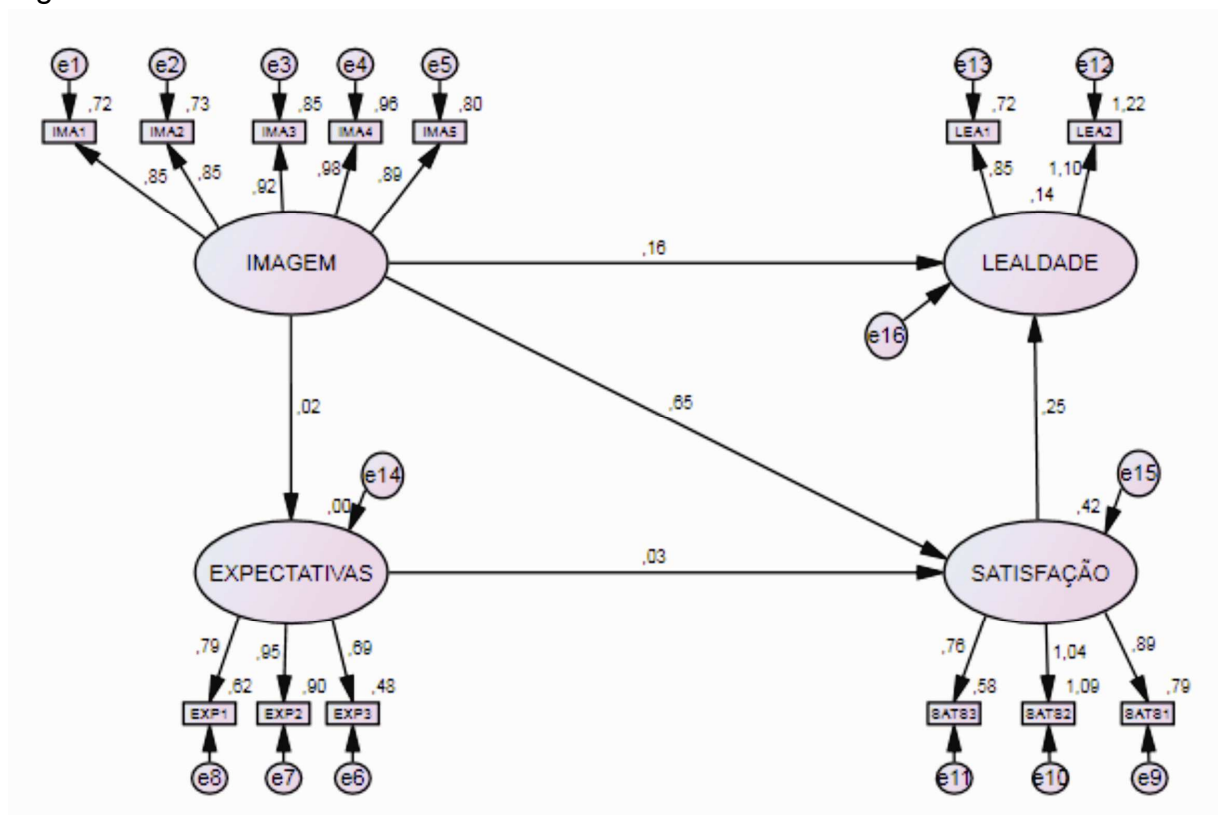 e1 e2 e3 e4 e5 e13 e12
,72 ,73 ,85 ,96 ,80 ,72 1,22
IMA1 IMA2 IMA3 IMA4 IMA5 LEA1 LEA2
,85 ,85 ,92 ,98 ,89 ,85 1,10
,14
IMAGEM ,16 LEALDADE
e16
,02 ,65 ,25
e14 e15
,00 ,42
EXPECTATIVAS ,03 SATISFAÇÃO
,79 ,95 ,69 ,76 1,04 ,89
,62 ,90 ,48 ,58 1,09 ,79
EXP1 EXP2 EXP3 SATS3 SATS2 SATS1
e8 e7 e6 e11 e10 e9